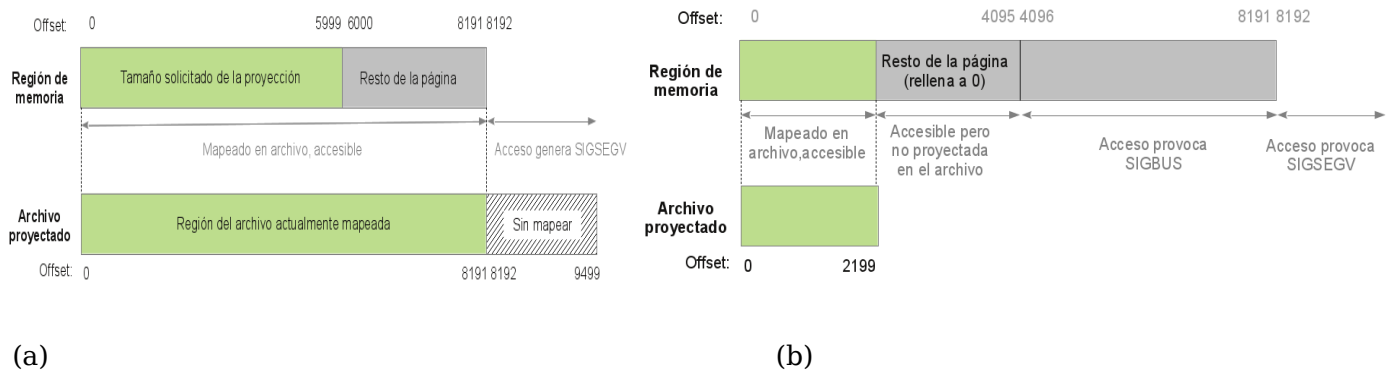 Offset: 0 5999 6000 8191 8192
Región de memoria
Tamaño solicitado de la proyección
Resto de la página
Mapeado en archivo, accesible
Acceso genera SIGSEGV
Archivo proyectado
Región del archivo actualmente mapeada
Sin mapear
Offset: 0 8191 8192 9499
(a)
Offset: 0 4095 4096 8191 8192
Región de
memoria
Resto de la página
(rellena a 0)
Mapeado en
archivo,accesible
Accesible pero
no proyectada
en el archivo
Acceso provoca
SIGBUS
Acceso provoca
SIGSEGV
Archivo
proyectado
Offset: 0 2199
(b)